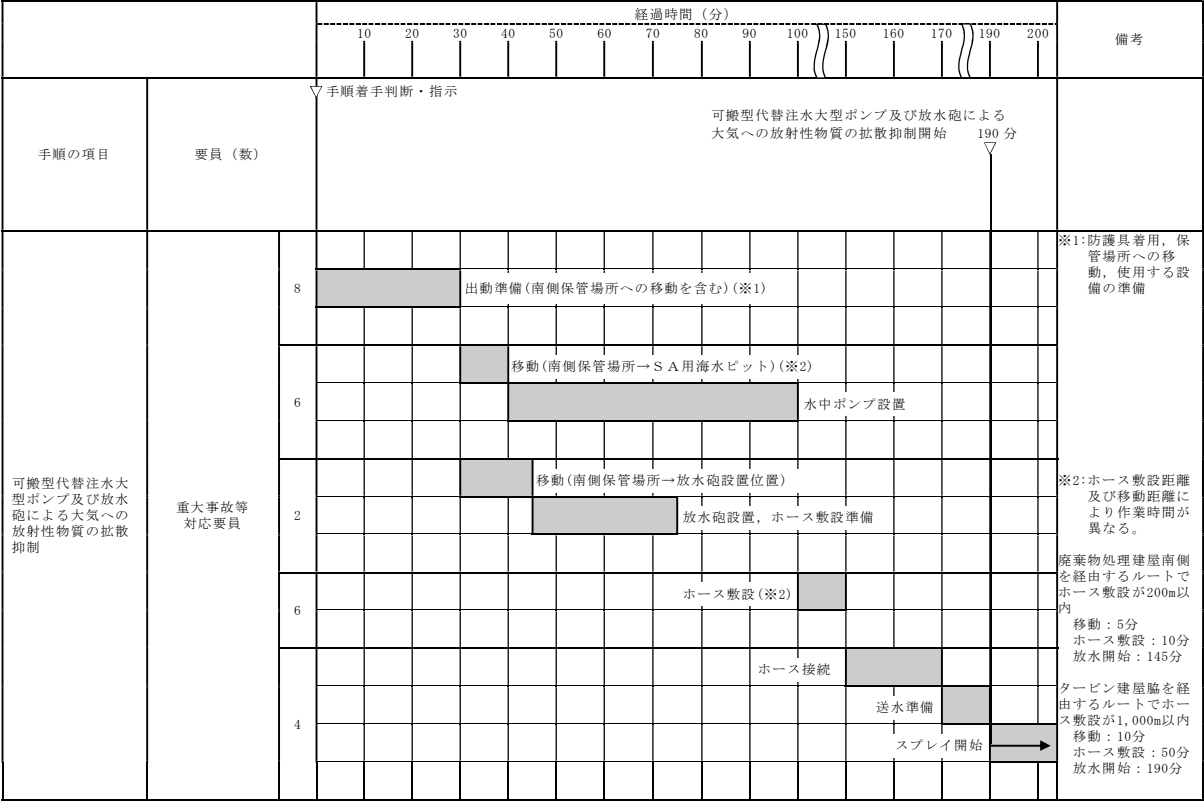 経過時間（分）
10 20 30 40 50 60 70 80 90 100 150 160 170 190 200
備考
手順の項目
要員（数）
▽手順着手判断・指示
可搬型代替注水大型ポンプ及び放水砲による
大気への放射性物質の拡散抑制開始　190 分
▽
可搬型代替注水大
型ポンプ及び放水
砲による大気への
放射性物質の拡散
抑制
重大事故等
対応要員
8
出動準備(南側保管場所への移動を含む)(※1)
6
移動(南側保管場所→ＳＡ用海水ピット)(※2)
水中ポンプ設置
2
移動(南側保管場所→放水砲設置位置)
放水砲設置，ホース敷設準備
6
ホース敷設(※2)
4
ホース接続
送水準備
スプレイ開始
※1:防護具着用，保
管場所への移
動，使用する設
備の準備
※2:ホース敷設距離
及び移動距離に
より作業時間が
異なる。
廃棄物処理建屋南側
を経由するルートで
ホース敷設が200m以
内
移動：5分
ホース敷設：10分
放水開始：145分
タービン建屋脇を経
由するルートでホー
ス敷設が1,000m以内
移動：10分
ホース敷設：50分
放水開始：190分